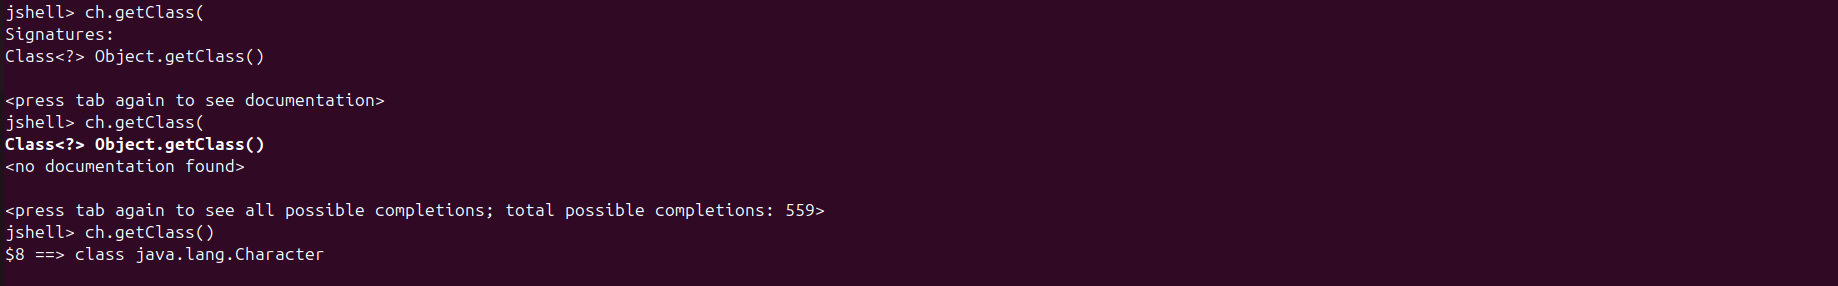 jshell> ch.getClass(
Signatures:
Class<?> Object.getClass()
<press tab again to see documentation>
jshell> ch.getClass(
Class<?> Object.getClass()
<no documentation found>
<press tab again to see all possible completions; total possible completions: 559>
jshell> ch.getClass()
$8 ==> class java.lang.Character